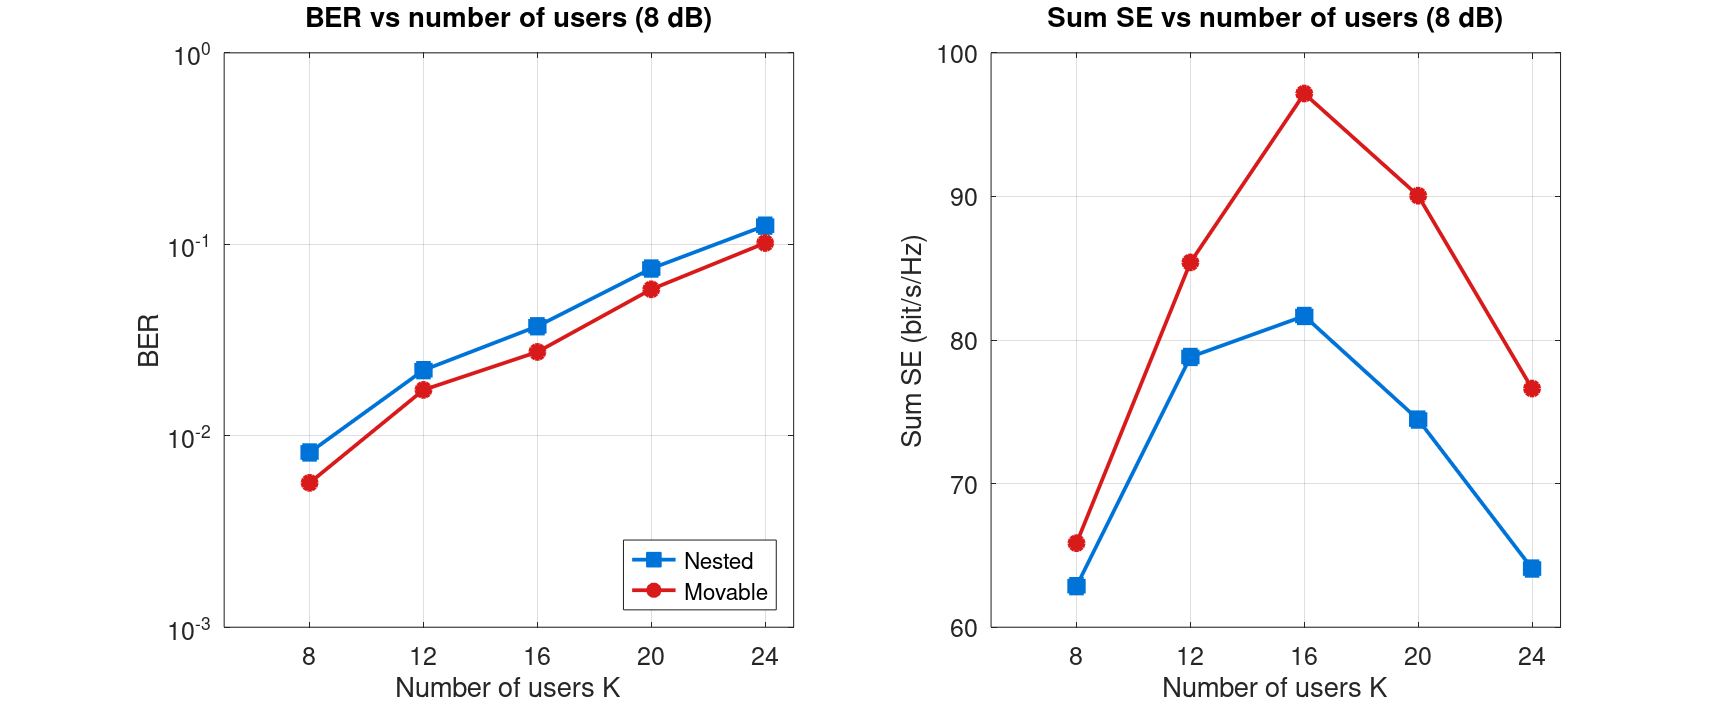 BER vs number of users (8 dB)
10^0
10^-1
10^-2
10^-3
BER
8 12 16 20 24
Number of users K
Nested
Movable
Sum SE vs number of users (8 dB)
100
90
80
70
60
Sum SE (bit/s/Hz)
8 12 16 20 24
Number of users K